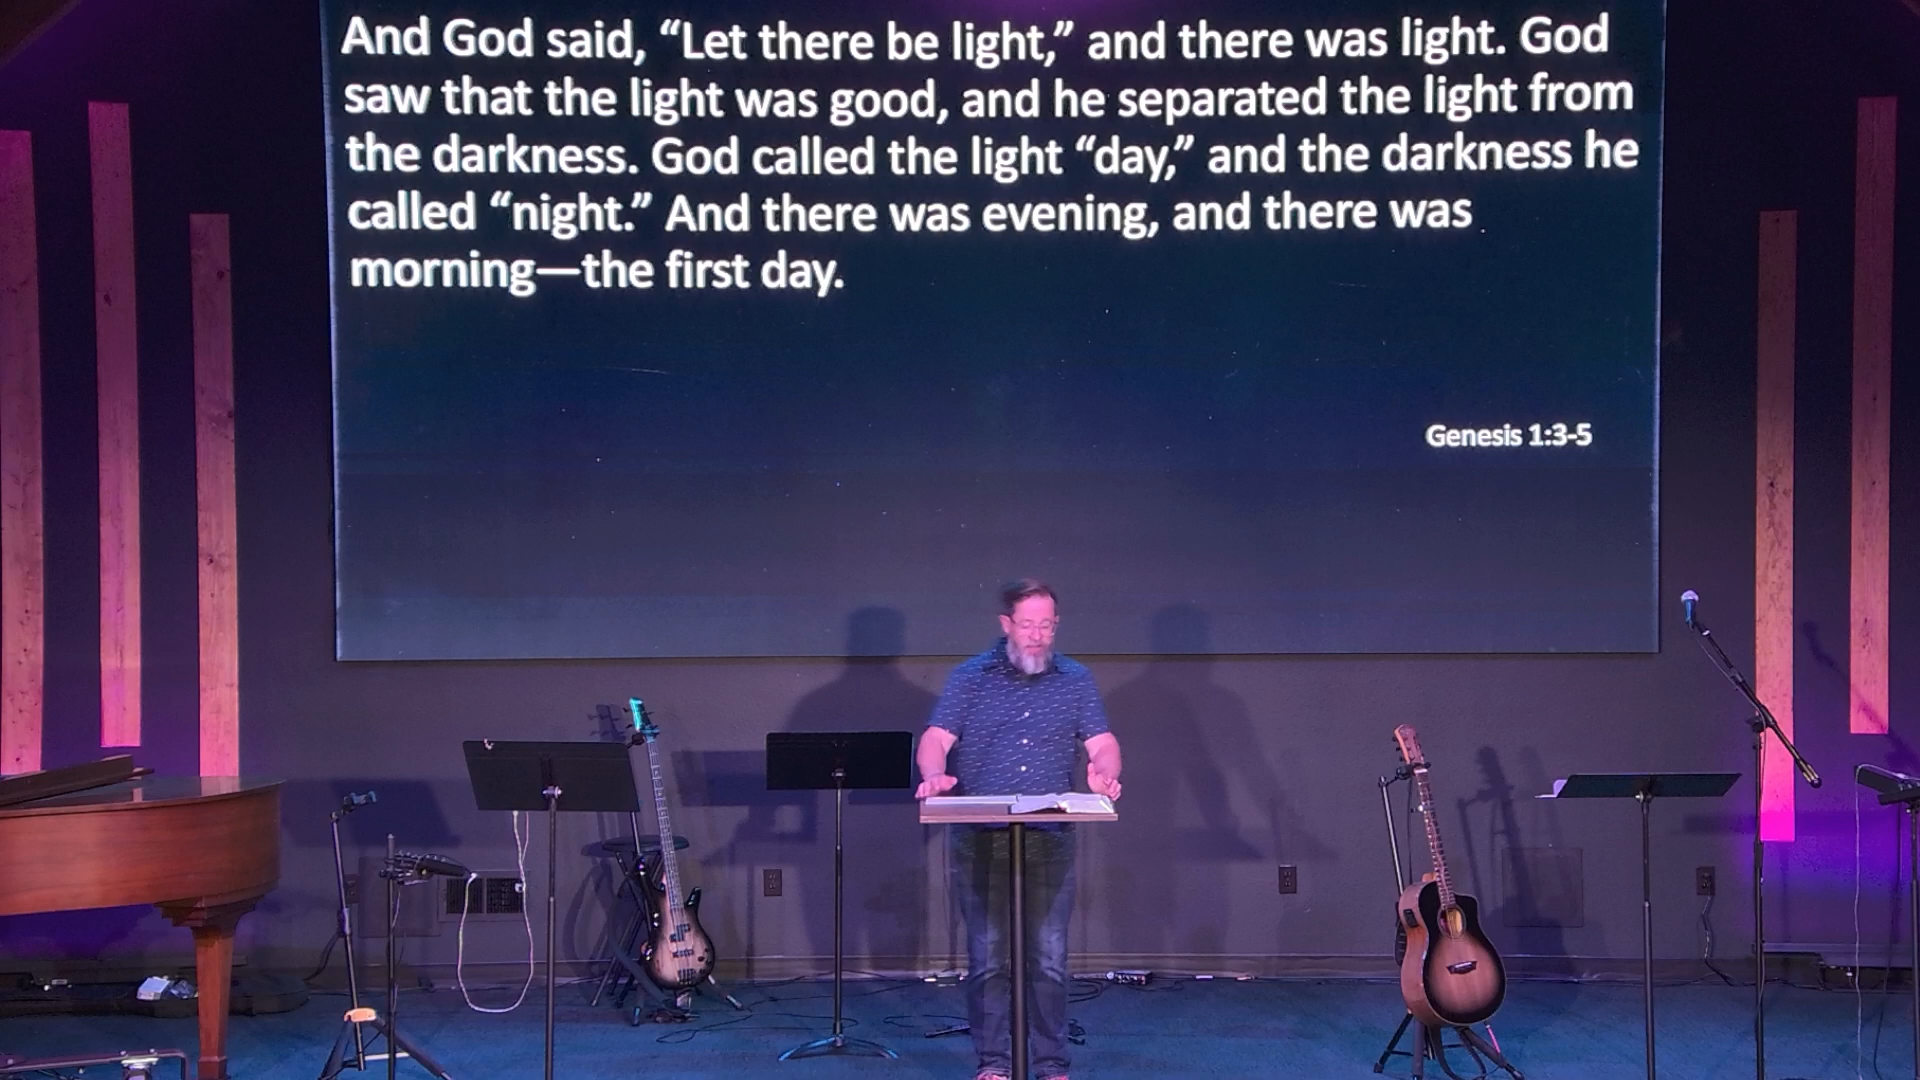 And God said, “Let there be light,” and there was light. God
saw that the light was good, and he separated the light from
the darkness. God called the light “day,” and the darkness he
called “night.” And there was evening, and there was
morning—the first day.
Genesis 1:3-5